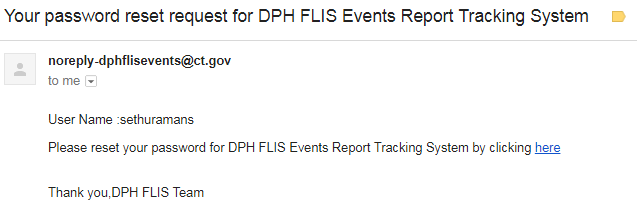 Your password reset request for DPH FLIS Events Report Tracking System
noreply-dphflisevents@ct.gov
to me
User Name :sethuramans
Please reset your password for DPH FLIS Events Report Tracking System by clicking here
Thank you,DPH FLIS Team